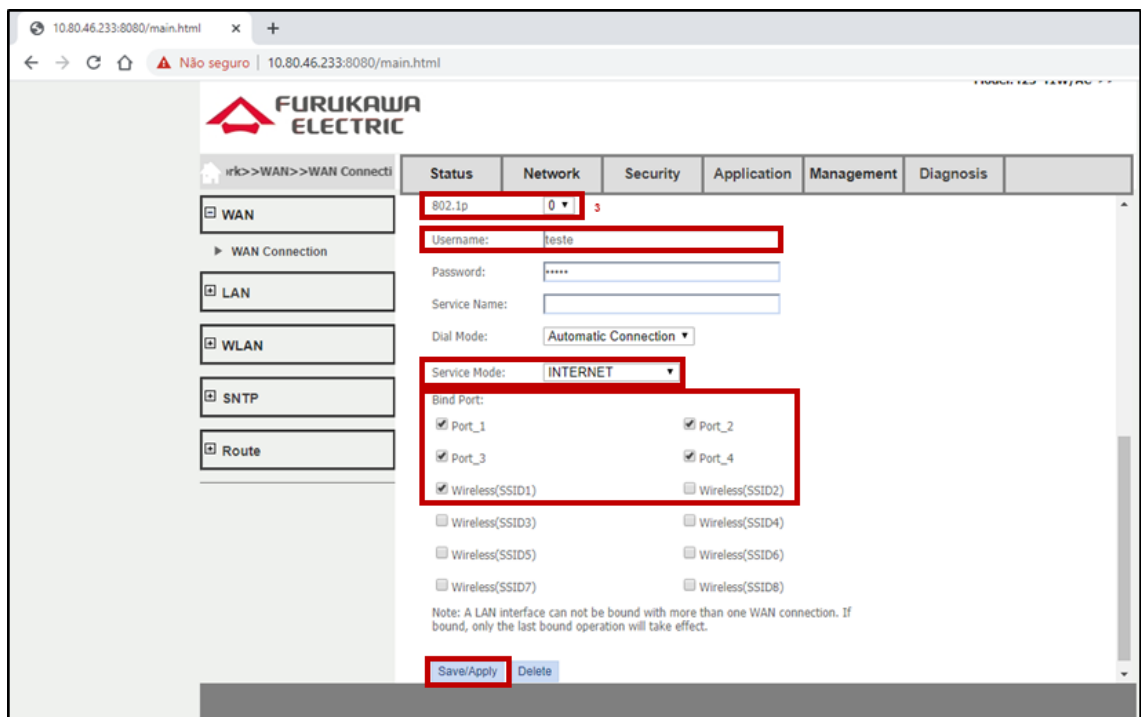 10.80.46.233:8080/main.html
Não seguro | 10.80.46.233:8080/main.html
FURUKAWA
ELECTRIC
rk>>WAN>>WAN Connecti
Status Network Security Application Management Diagnosis
WAN
WAN Connection
LAN
WLAN
SNTP
Route
802.1p 0 3
Username: teste
Password: •••••
Service Name:
Dial Mode: Automatic Connection
Service Mode: INTERNET
Bind Port:
Port_1 Port_2
Port_3 Port_4
Wireless(SSID1) Wireless(SSID2)
Wireless(SSID3) Wireless(SSID4)
Wireless(SSID5) Wireless(SSID6)
Wireless(SSID7) Wireless(SSID8)
Note: A LAN interface can not be bound with more than one WAN connection. If
bound, only the last bound operation will take effect.
Save/Apply Delete